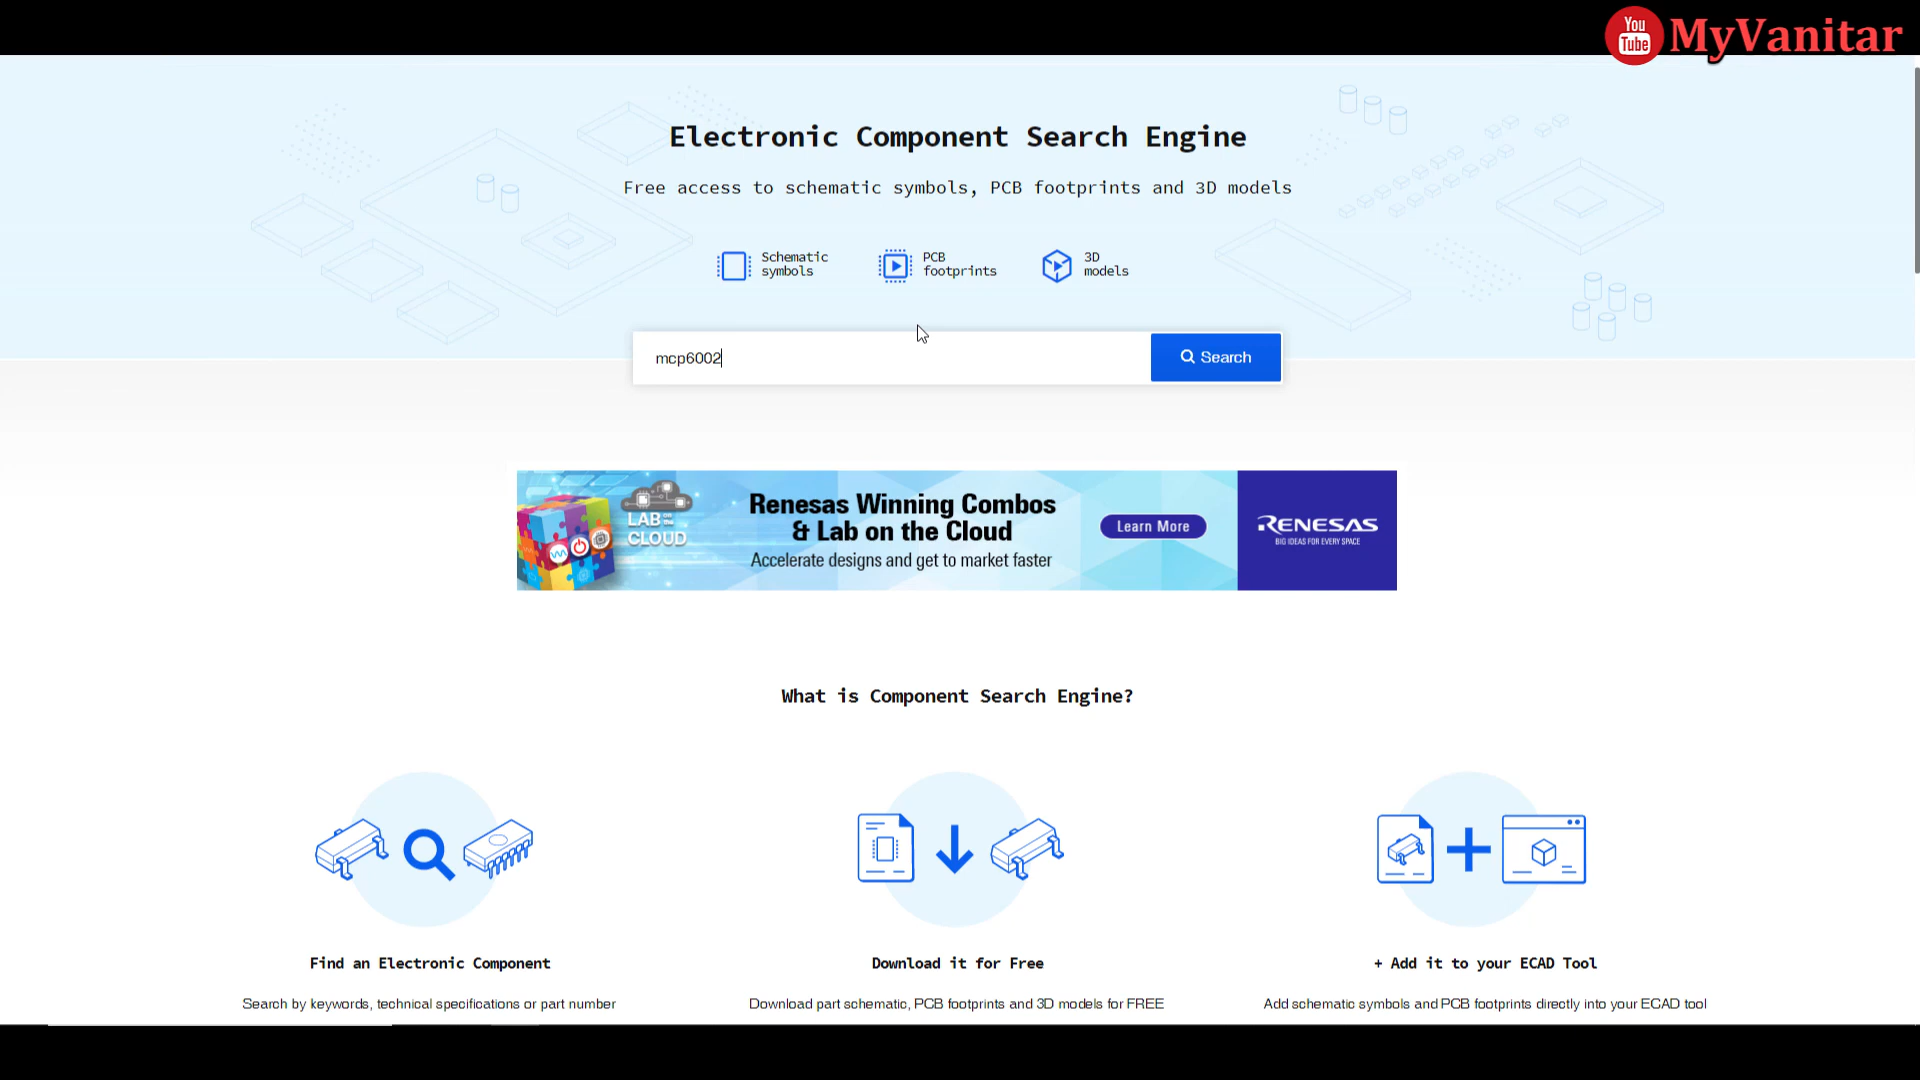 You
Tube
MyVanitar
Electronic Component Search Engine
Free access to schematic symbols, PCB footprints and 3D models
Schematic
symbols
PCB
footprints
3D
models
mcp6002
Search
LAB on the
CLOUD
Renesas Winning Combos
& Lab on the Cloud
Accelerate designs and get to market faster
Learn More
RENESAS
BIG IDEAS FOR EVERY SPACE
What is Component Search Engine?
Find an Electronic Component
Search by keywords, technical specifications or part number
Download it for Free
Download part schematic, PCB footprints and 3D models for FREE
+ Add it to your ECAD Tool
Add schematic symbols and PCB footprints directly into your ECAD tool